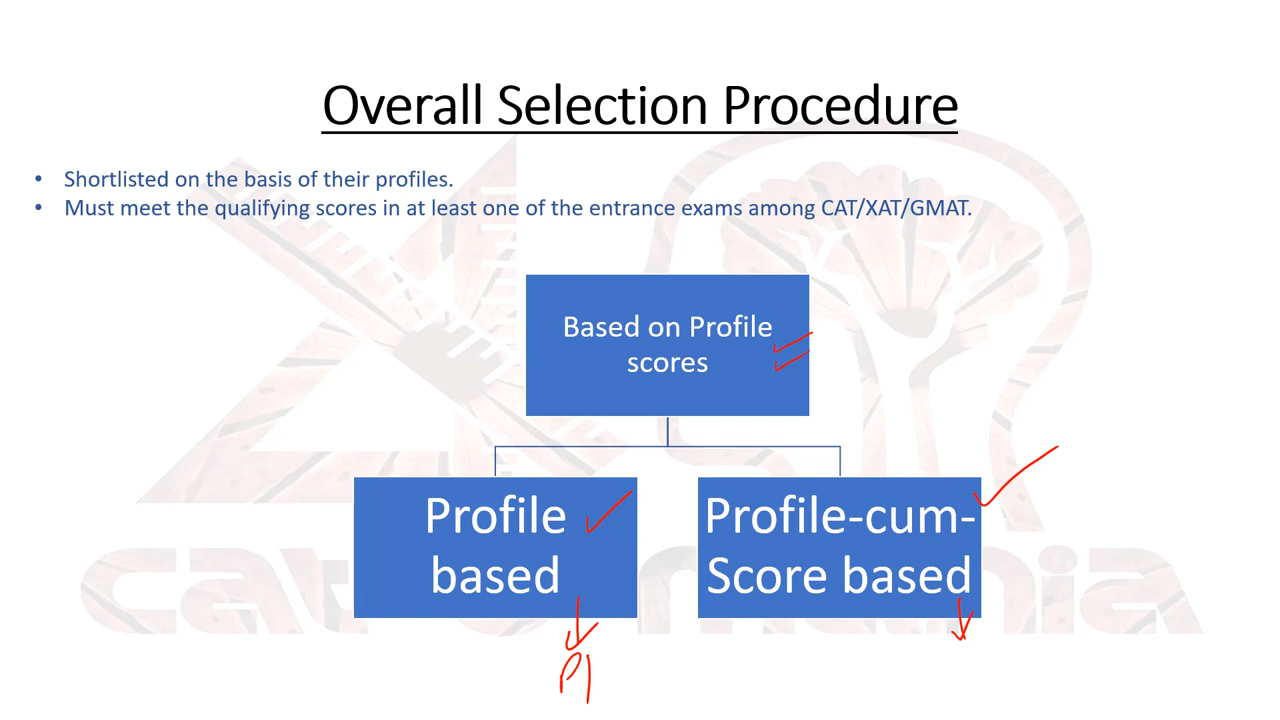 Overall Selection Procedure
• Shortlisted on the basis of their profiles.
• Must meet the qualifying scores in at least one of the entrance exams among CAT/XAT/GMAT.
Based on Profile
scores
Profile
based
Profile-cum-
Score based
PI